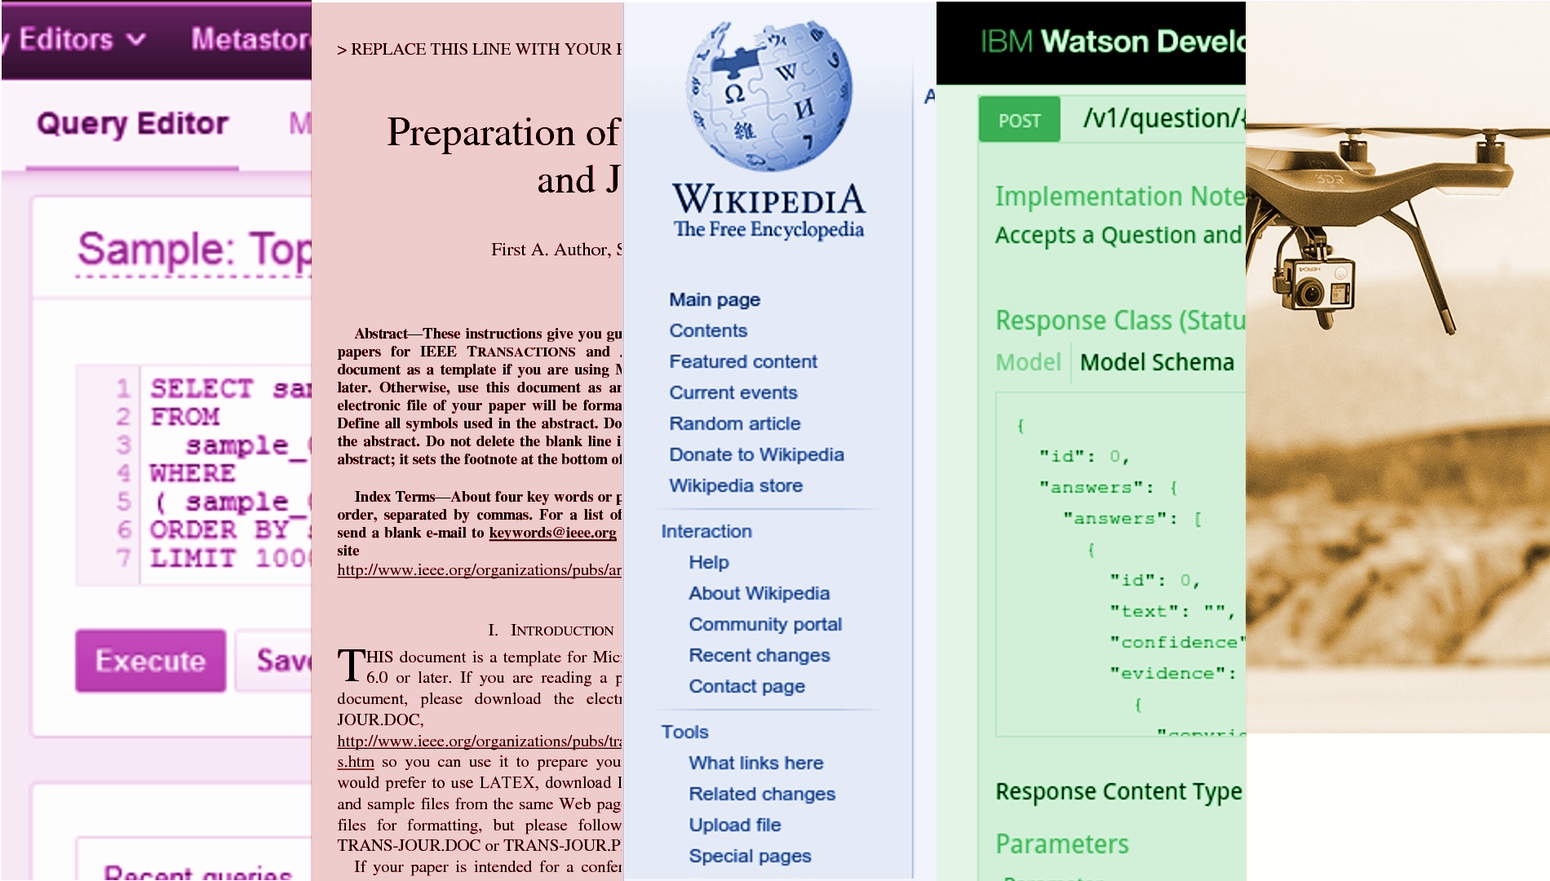 y Editors
Metastor
Query Editor
M
Sample: Top
1 SELECT sam
2 FROM
3 sample_
4 WHERE
5 ( sample_
6 ORDER BY
7 LIMIT 1000
Execute
Save
Recent queries
> REPLACE THIS LINE WITH YOUR
Preparation of
and J
First A. Author, S
Abstract—These instructions give you gu
papers for IEEE TRANSACTIONS and
document as a template if you are using M
later. Otherwise, use this document as an
electronic file of your paper will be forma
Define all symbols used in the abstract. Do
the abstract. Do not delete the blank line i
abstract; it sets the footnote at the bottom of
Index Terms—About four key words or p
order, separated by commas. For a list of
send a blank e-mail to keywords@ieee.org
site
http://www.ieee.org/organizations/pubs/an
I. INTRODUCTION
THIS document is a template for Mic
6.0 or later. If you are reading a p
document, please download the elect
JOUR.DOC,
http://www.ieee.org/organizations/pubs/tra
s.htm so you can use it to prepare you
would prefer to use LATEX, download I
and sample files from the same Web pag
files for formatting, but please follow
TRANS-JOUR.DOC or TRANS-JOUR.P
If your paper is intended for a confer
Ω W И 維 7
WIKIPEDIA
The Free Encyclopedia
A
Main page
Contents
Featured content
Current events
Random article
Donate to Wikipedia
Wikipedia store
Interaction
Help
About Wikipedia
Community portal
Recent changes
Contact page
Tools
What links here
Related changes
Upload file
Special pages
IBM Watson Develo
POST /v1/question/{
Implementation Note
Accepts a Question and
Response Class (Statu
Model Model Schema
{
"id": 0,
"answers": {
"answers": [
{
"id": 0,
"text": "",
"confidence"
"evidence":
{
"copyri
Response Content Type
Parameters
Parameter
3DR